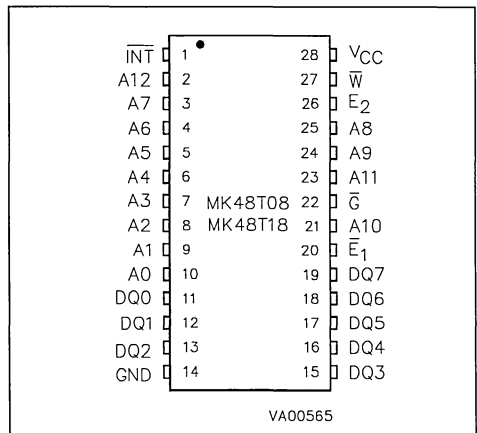 I̅N̅T̅ 1 28 VCC
A12 2 27 W̅
A7 3 26 E2
A6 4 25 A8
A5 5 24 A9
A4 6 23 A11
A3 7 MK48T08 22 G̅
A2 8 MK48T18 21 A10
A1 9 20 E̅1
A0 10 19 DQ7
DQ0 11 18 DQ6
DQ1 12 17 DQ5
DQ2 13 16 DQ4
GND 14 15 DQ3
VA00565